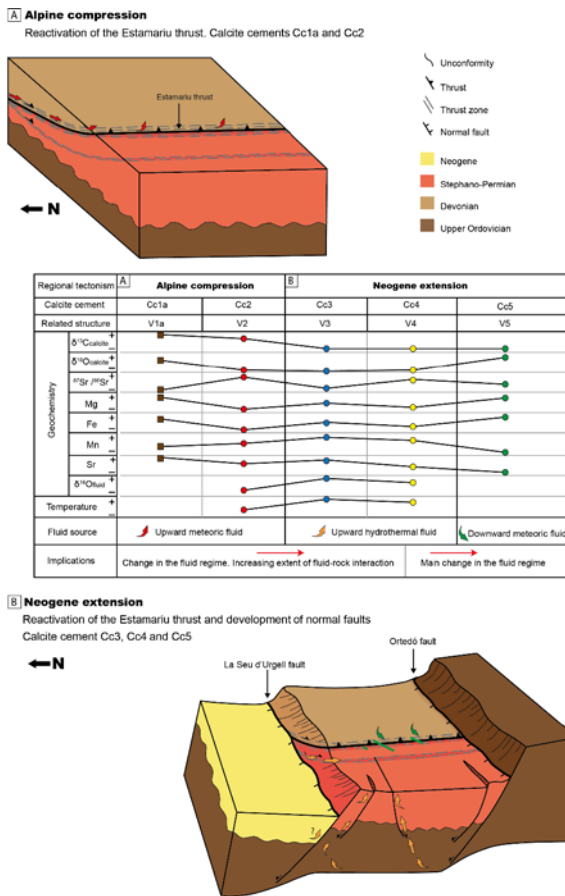 A Alpine compression
Reactivation of the Estamariu thrust. Calcite cements Cc1a and Cc2
Estamariu thrust
N
Unconformity
Thrust
Thrust zone
Normal fault
Neogene
Stephano-Permian
Devonian
Upper Ordovician
Regional tectonism A Alpine compression B Neogene extension
Calcite cement Cc1a Cc2 Cc3 Cc4 Cc5
Related structure V1a V2 V3 V4 V5
Geochemistry
δ¹³Ccalcite + −
δ¹⁸Ocalcite + −
⁸⁷Sr /⁸⁶Sr + −
Mg + −
Fe + −
Mn + −
Sr + −
δ¹⁸Ofluid + −
Temperature + −
Fluid source Upward meteoric fluid Upward hydrothermal fluid Downward meteoric fluid
Implications Change in the fluid regime. Increasing extent of fluid-rock interaction Main change in the fluid regime
B Neogene extension
Reactivation of the Estamariu thrust and development of normal faults
Calcite cement Cc3, Cc4 and Cc5
N
Ortedó fault
La Seu d'Urgell fault
?